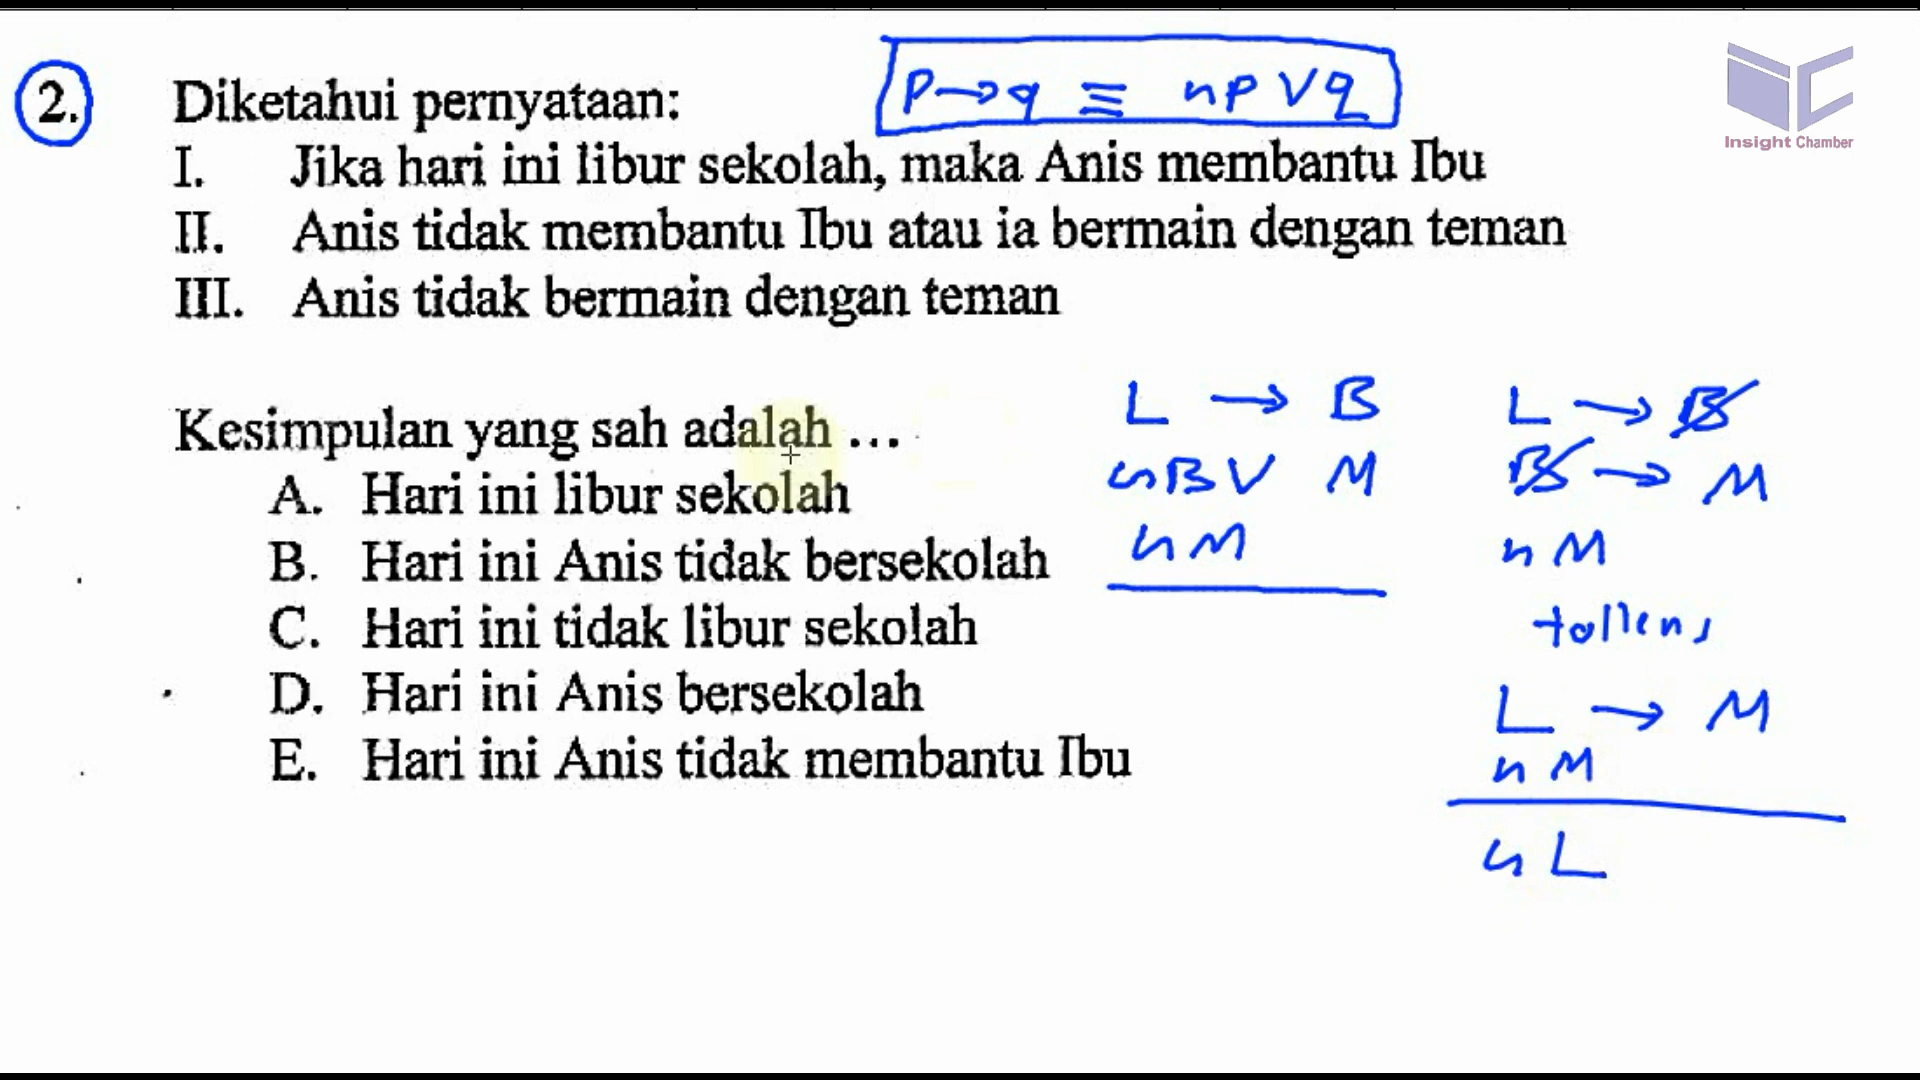 2. Diketahui pernyataan:
p → q ≡ ~p ∨ q
Insight Chamber
I. Jika hari ini libur sekolah, maka Anis membantu Ibu
II. Anis tidak membantu Ibu atau ia bermain dengan teman
III. Anis tidak bermain dengan teman
Kesimpulan yang sah adalah ...
A. Hari ini libur sekolah
B. Hari ini Anis tidak bersekolah
C. Hari ini tidak libur sekolah
D. Hari ini Anis bersekolah
E. Hari ini Anis tidak membantu Ibu
L → B
~B ∨ M
~M
L → B
B → M
~M
tollens
L → M
~M
~L